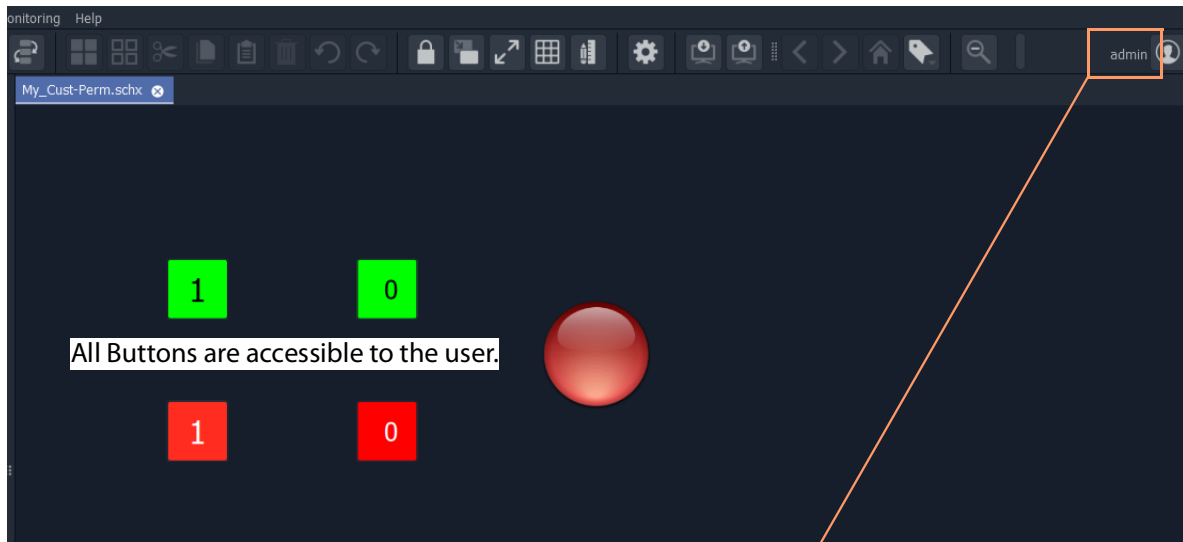 onitoring Help
admin
My_Cust-Perm.schx
1 0
All Buttons are accessible to the user.
1 0